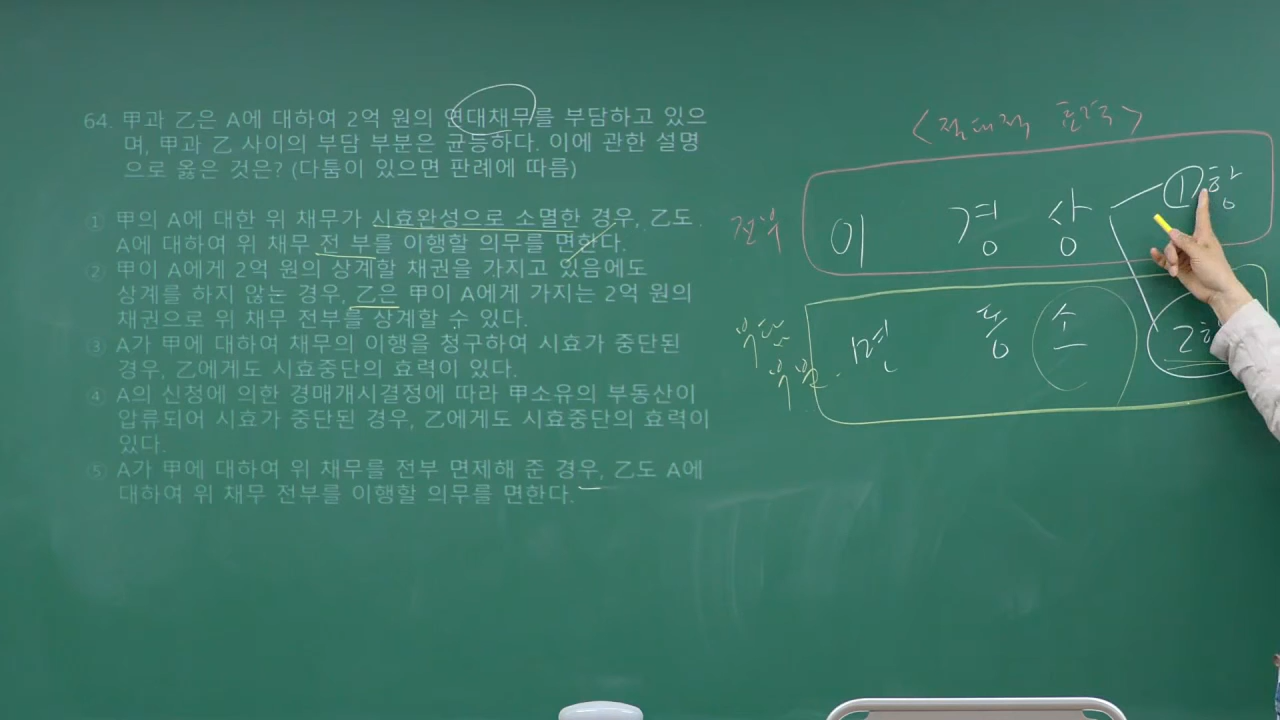 64. 甲과 乙은 A에 대하여 2억 원의 연대채무를 부담하고 있으
며, 甲과 乙 사이의 부담 부분은 균등하다. 이에 관한 설명
으로 옳은 것은? (다툼이 있으면 판례에 따름)
① 甲의 A에 대한 위 채무가 시효완성으로 소멸한 경우, 乙도
A에 대하여 위 채무 전 부를 이행할 의무를 면한다.
② 甲이 A에게 2억 원의 상계할 채권을 가지고 있음에도
상계를 하지 않는 경우, 乙은 甲이 A에게 가지는 2억 원의
채권으로 위 채무 전부를 상계할 수 있다.
③ A가 甲에 대하여 채무의 이행을 청구하여 시효가 중단된
경우, 乙에게도 시효중단의 효력이 있다.
④ A의 신청에 의한 경매개시결정에 따라 甲소유의 부동산이
압류되어 시효가 중단된 경우, 乙에게도 시효중단의 효력이
있다.
⑤ A가 甲에 대하여 위 채무를 전부 면제해 준 경우, 乙도 A에
대하여 위 채무 전부를 이행할 의무를 면한다.
<절대적 효력>
전부 이 경 상 ①항
부담 부분. 면 혼 소 2항